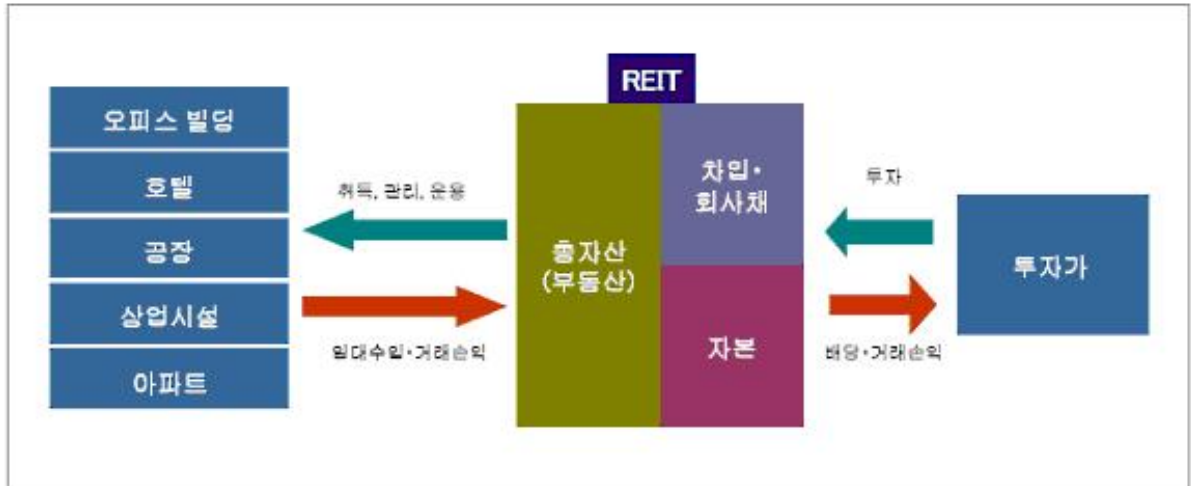 REIT
오피스 빌딩
호텔
공장
상업시설
아파트
취득, 관리, 운용
임대수입•거래손익
총자산
(부동산)
차입•
회사채
자본
투자
배당•거래손익
투자가